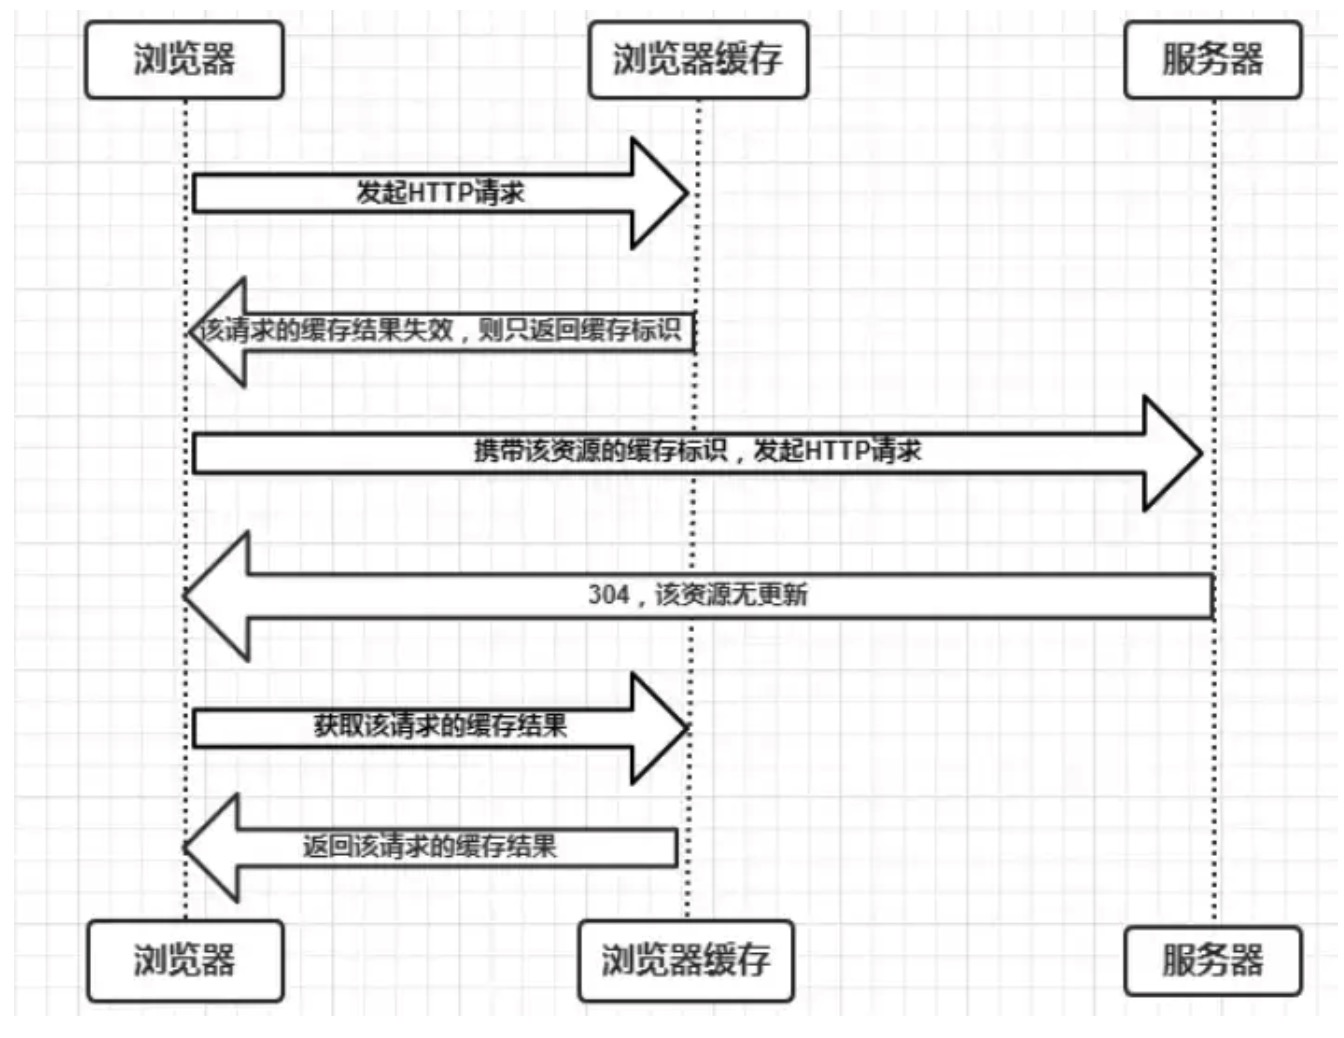 浏览器
浏览器缓存
服务器
发起HTTP请求
该请求的缓存结果失效，则只返回缓存标识
携带该资源的缓存标识，发起HTTP请求
304，该资源无更新
获取该请求的缓存结果
返回该请求的缓存结果
浏览器
浏览器缓存
服务器